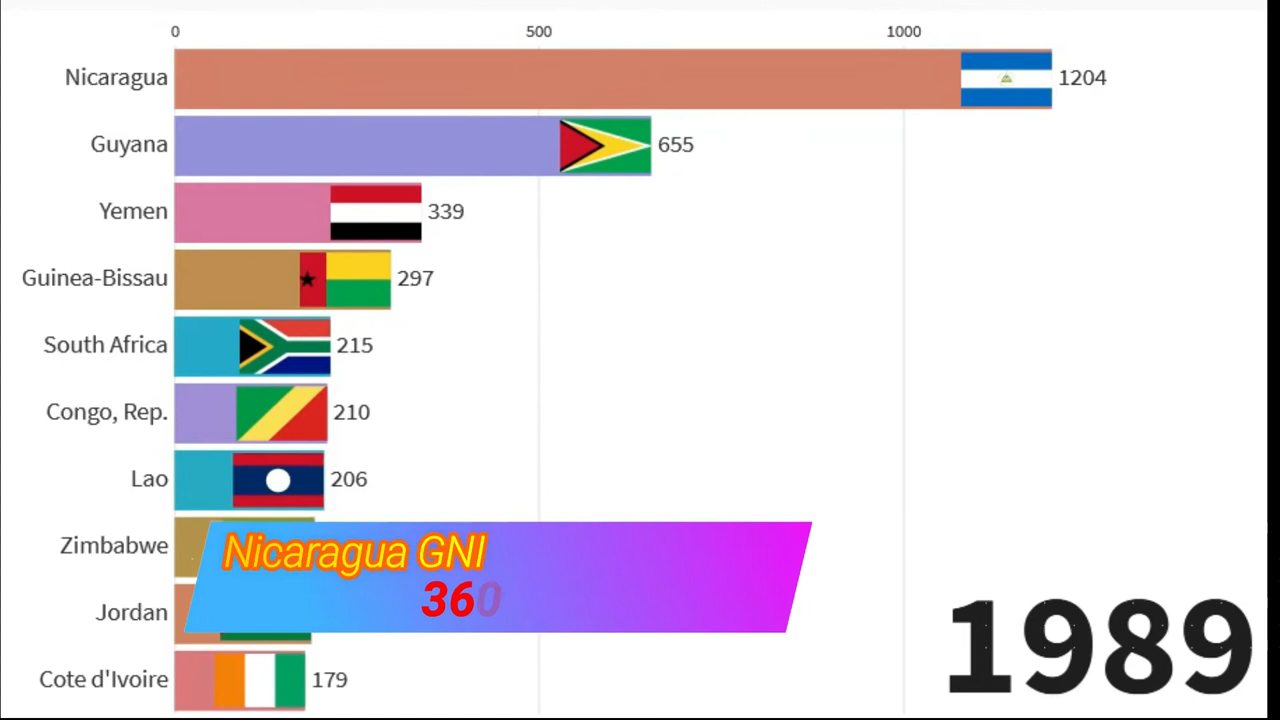 0 500 1000
Nicaragua 1204
Guyana 655
Yemen 339
Guinea-Bissau 297
South Africa 215
Congo, Rep. 210
Lao 206
Zimbabwe
Nicaragua GNI
360
Jordan
Cote d'Ivoire 179
1989